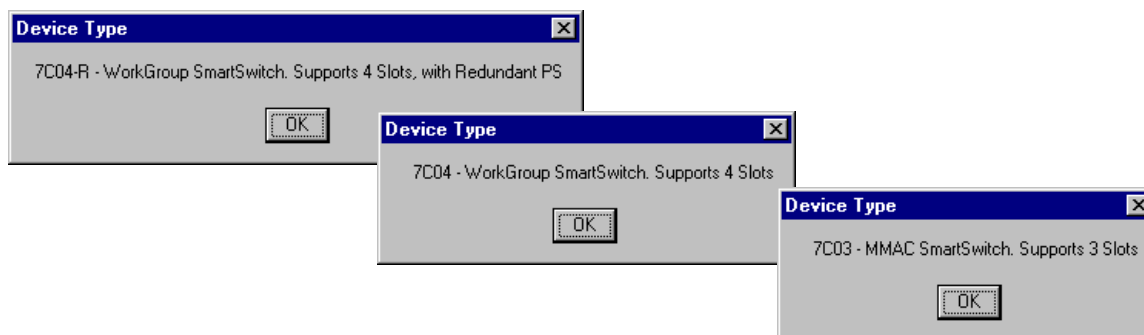 Device Type
7C04-R - WorkGroup SmartSwitch. Supports 4 Slots, with Redundant PS
OK
Device Type
7C04 - WorkGroup SmartSwitch. Supports 4 Slots
OK
Device Type
7C03 - MMAC SmartSwitch. Supports 3 Slots
OK